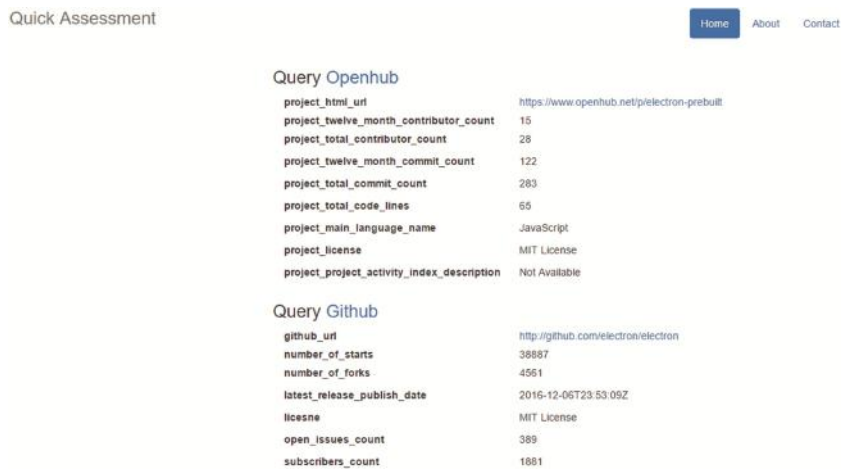 Quick Assessment
Home About Contact
Query Openhub
project_html_url https://www.openhub.net/p/electron-prebuilt
project_twelve_month_contributor_count 15
project_total_contributor_count 28
project_twelve_month_commit_count 122
project_total_commit_count 283
project_total_code_lines 65
project_main_language_name JavaScript
project_license MIT License
project_project_activity_index_description Not Available
Query Github
github_url http://github.com/electron/electron
number_of_starts 38887
number_of_forks 4561
latest_release_publish_date 2016-12-06T23:53:09Z
licesne MIT License
open_issues_count 389
subscribers_count 1881